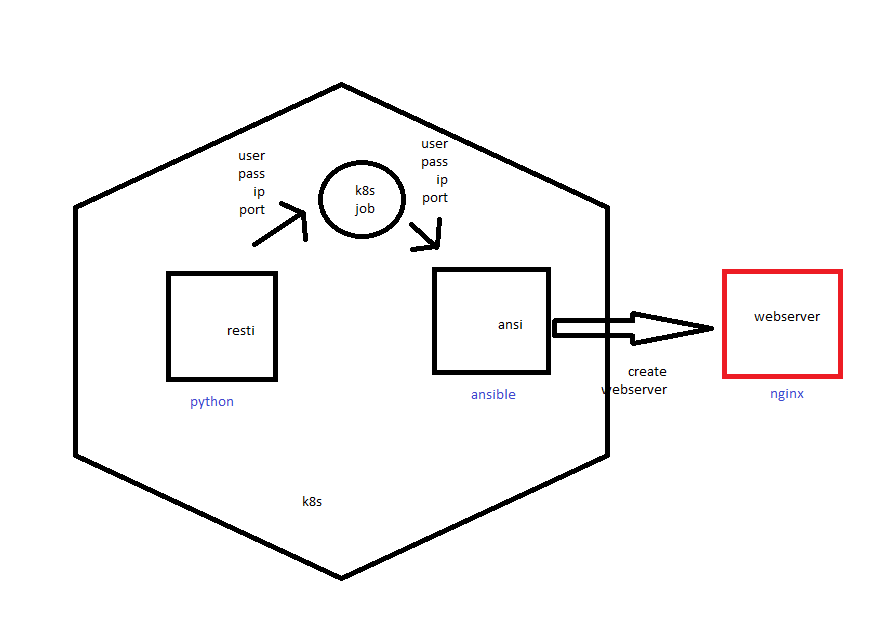 user
pass
ip
port
k8s
job
user
pass
ip
port
resti
python
ansi
ansible
create
webserver
webserver
nginx
k8s